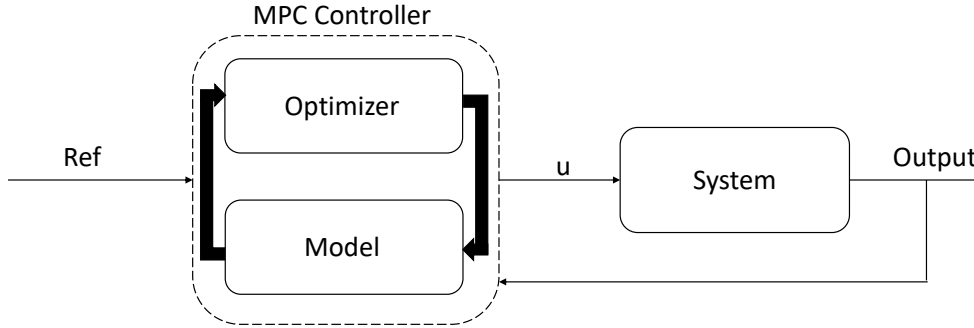 MPC Controller
Optimizer
Ref
u
System
Output
Model